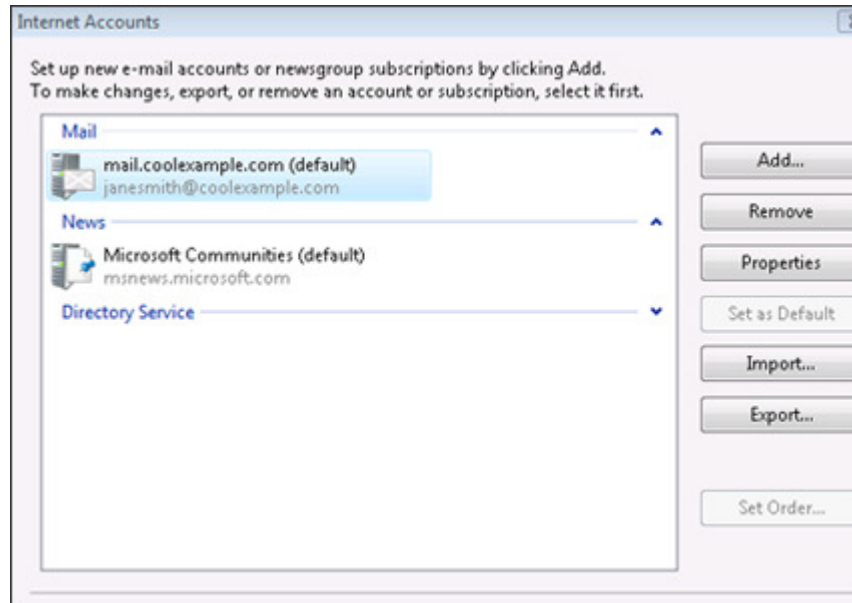 Internet Accounts
Set up new e-mail accounts or newsgroup subscriptions by clicking Add.
To make changes, export, or remove an account or subscription, select it first.
Mail
mail.coolexample.com (default)
janesmith@coolexample.com
News
Microsoft Communities (default)
msnews.microsoft.com
Directory Service
Add...
Remove
Properties
Set as Default
Import...
Export...
Set Order...